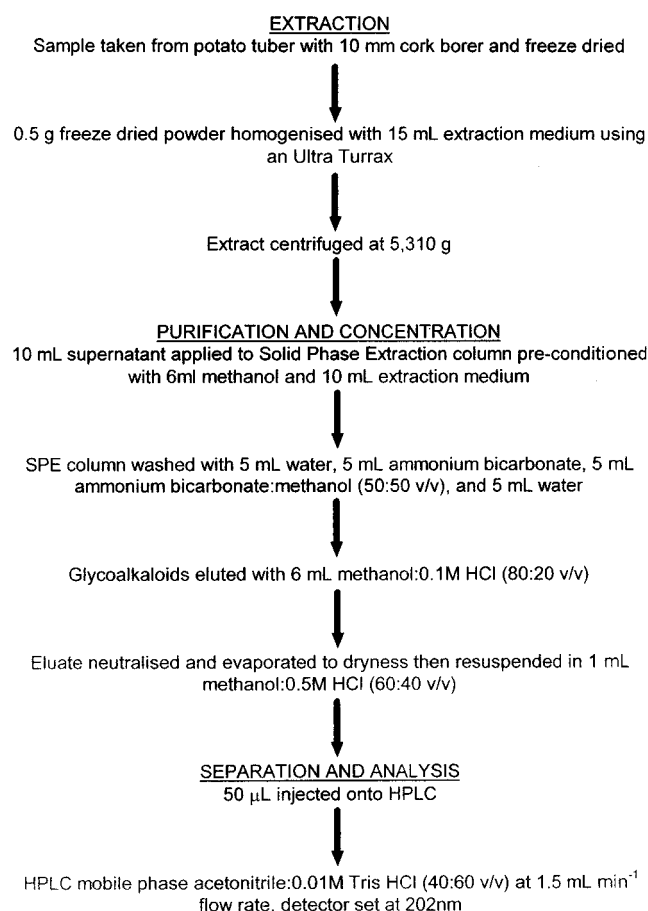 EXTRACTION
Sample taken from potato tuber with 10 mm cork borer and freeze dried
0.5 g freeze dried powder homogenised with 15 mL extraction medium using
an Ultra Turrax
Extract centrifuged at 5,310 g
PURIFICATION AND CONCENTRATION
10 mL supernatant applied to Solid Phase Extraction column pre-conditioned
with 6ml methanol and 10 mL extraction medium
SPE column washed with 5 mL water, 5 mL ammonium bicarbonate, 5 mL
ammonium bicarbonate:methanol (50:50 v/v), and 5 mL water
Glycoalkaloids eluted with 6 mL methanol:0.1M HCl (80:20 v/v)
Eluate neutralised and evaporated to dryness then resuspended in 1 mL
methanol:0.5M HCl (60:40 v/v)
SEPARATION AND ANALYSIS
50 µL injected onto HPLC
HPLC mobile phase acetonitrile:0.01M Tris HCl (40:60 v/v) at 1.5 mL min⁻¹
flow rate, detector set at 202nm